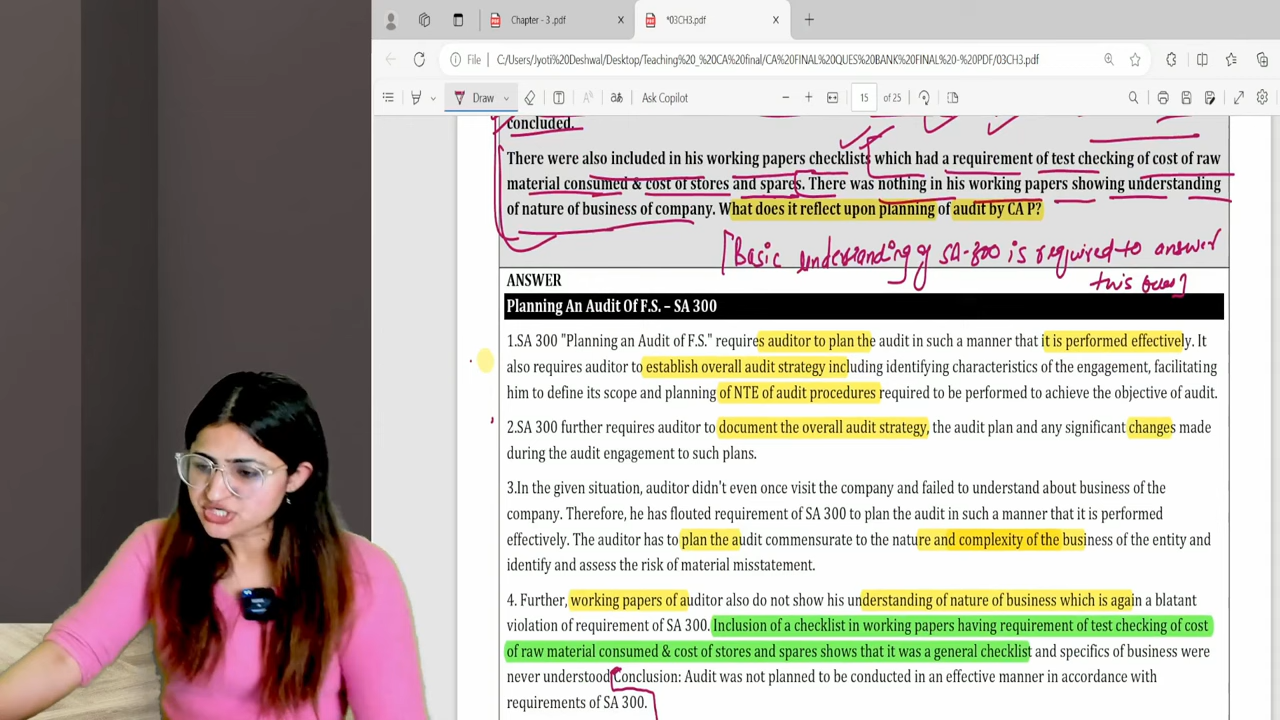 Chapter - 3 .pdf
*03CH3.pdf
File
C:/Users/Jyoti%20Deshwal/Desktop/Teaching%20_%20CA%20final/CA%20FINAL%20QUES%20BANK%20FINAL%20-%20PDF/03CH3.pdf
Draw
Ask Copilot
15
of 25
concluded.
There were also included in his working papers checklists which had a requirement of test checking of cost of raw
material consumed & cost of stores and spares. There was nothing in his working papers showing understanding
of nature of business of company. What does it reflect upon planning of audit by CA P?
[Basic understanding of SA-300 is required to answer
this Ques]
ANSWER
Planning An Audit Of F.S. – SA 300
1.SA 300 "Planning an Audit of F.S." requires auditor to plan the audit in such a manner that it is performed effectively. It
also requires auditor to establish overall audit strategy including identifying characteristics of the engagement, facilitating
him to define its scope and planning of NTE of audit procedures required to be performed to achieve the objective of audit.
2.SA 300 further requires auditor to document the overall audit strategy, the audit plan and any significant changes made
during the audit engagement to such plans.
3.In the given situation, auditor didn't even once visit the company and failed to understand about business of the
company. Therefore, he has flouted requirement of SA 300 to plan the audit in such a manner that it is performed
effectively. The auditor has to plan the audit commensurate to the nature and complexity of the business of the entity and
identify and assess the risk of material misstatement.
4. Further, working papers of auditor also do not show his understanding of nature of business which is again a blatant
violation of requirement of SA 300. Inclusion of a checklist in working papers having requirement of test checking of cost
of raw material consumed & cost of stores and spares shows that it was a general checklist and specifics of business were
never understood Conclusion: Audit was not planned to be conducted in an effective manner in accordance with
requirements of SA 300.